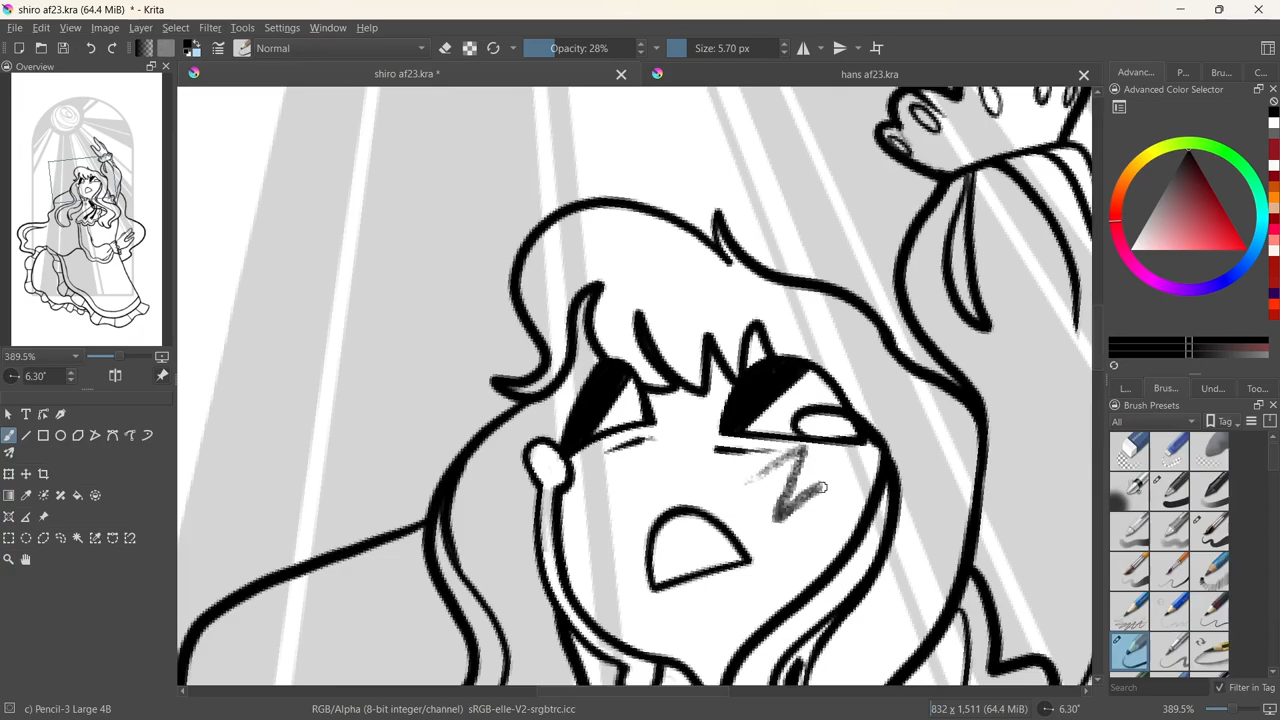 shiro af23.kra (64.4 MiB) * - Krita
File Edit View Image Layer Select Filter Tools Settings Window Help
Normal
Opacity: 28%
Size: 5.70 px
Overview
shiro af23.kra *
hans af23.kra
Advanc...
P...
Bru...
C...
Advanced Color Selector
389.5%
6.30°
L...
Brus...
Und...
Too...
Brush Presets
All
Tag
Search
Filter in Tag
c) Pencil-3 Large 4B
RGB/Alpha (8-bit integer/channel) sRGB-elle-V2-srgbtrc.icc
832 x 1,511 (64.4 MiB)
6.30°
389.5%